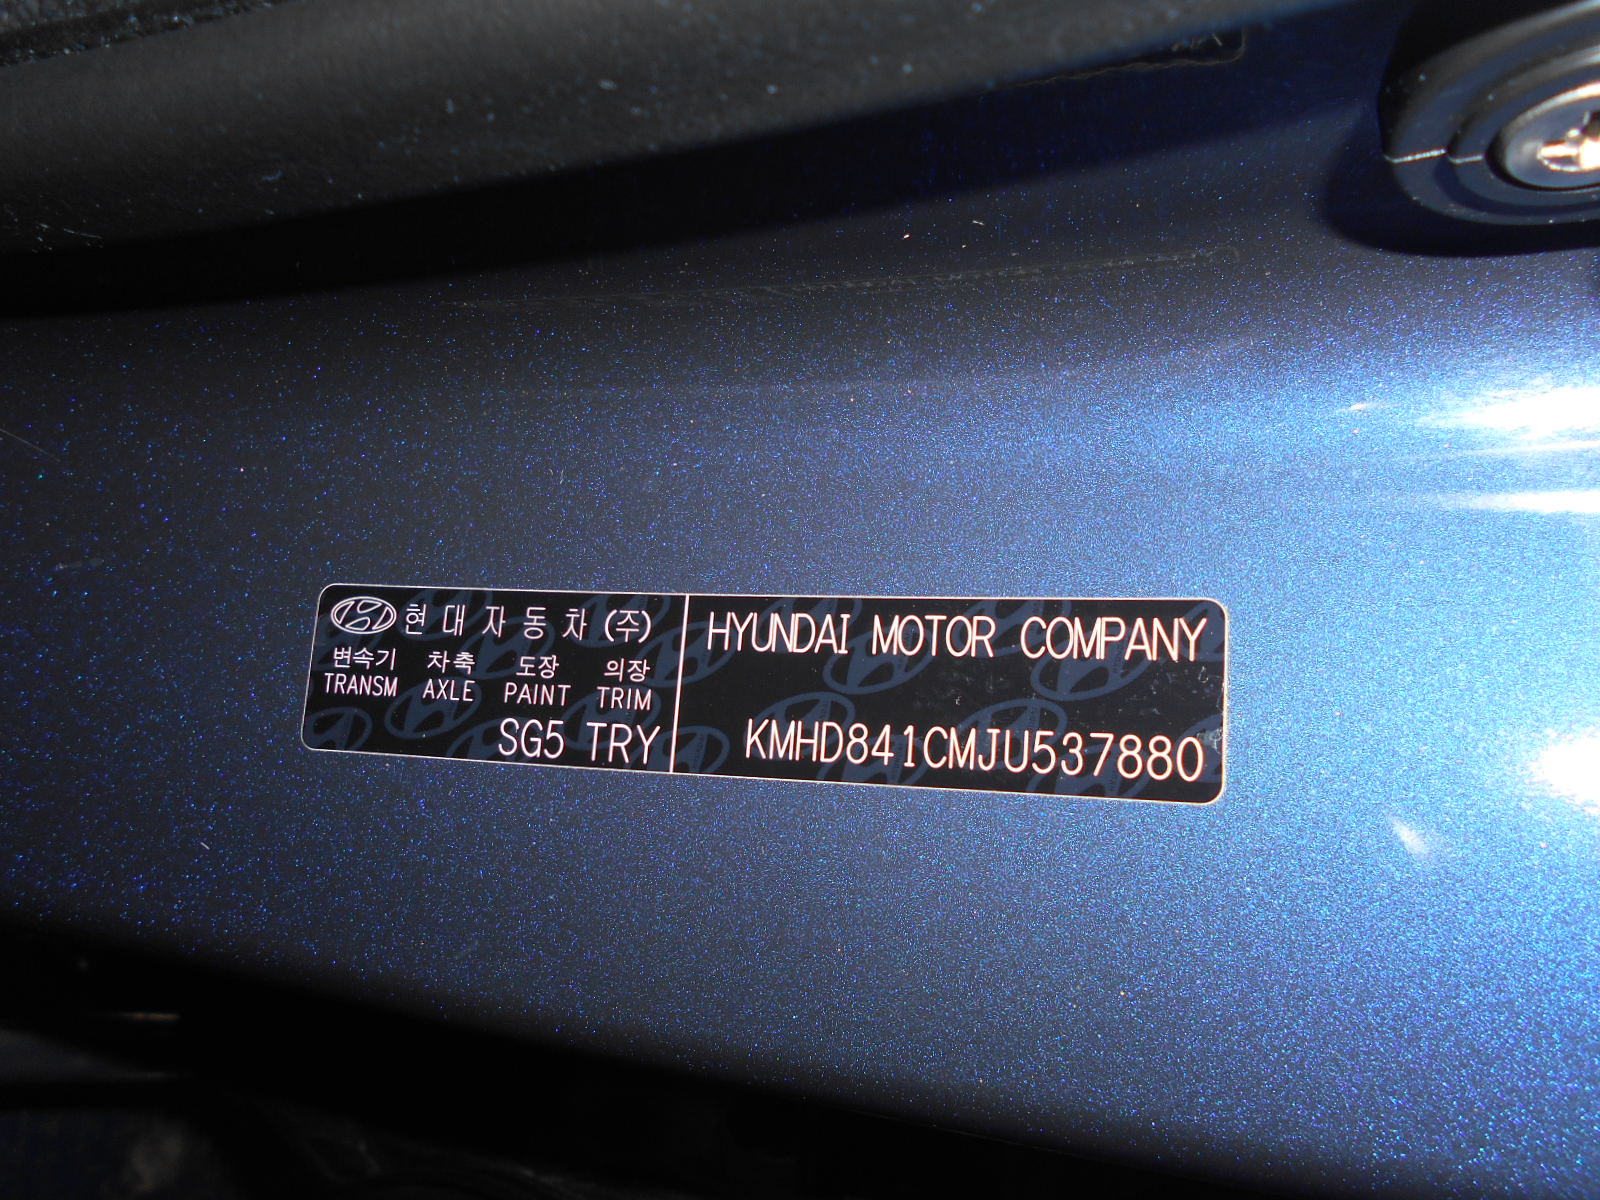 현대자동차(주)
변속기 차축 도장 의장
TRANSM AXLE PAINT TRIM
SG5 TRY
HYUNDAI MOTOR COMPANY
KMHD841CMJU537880